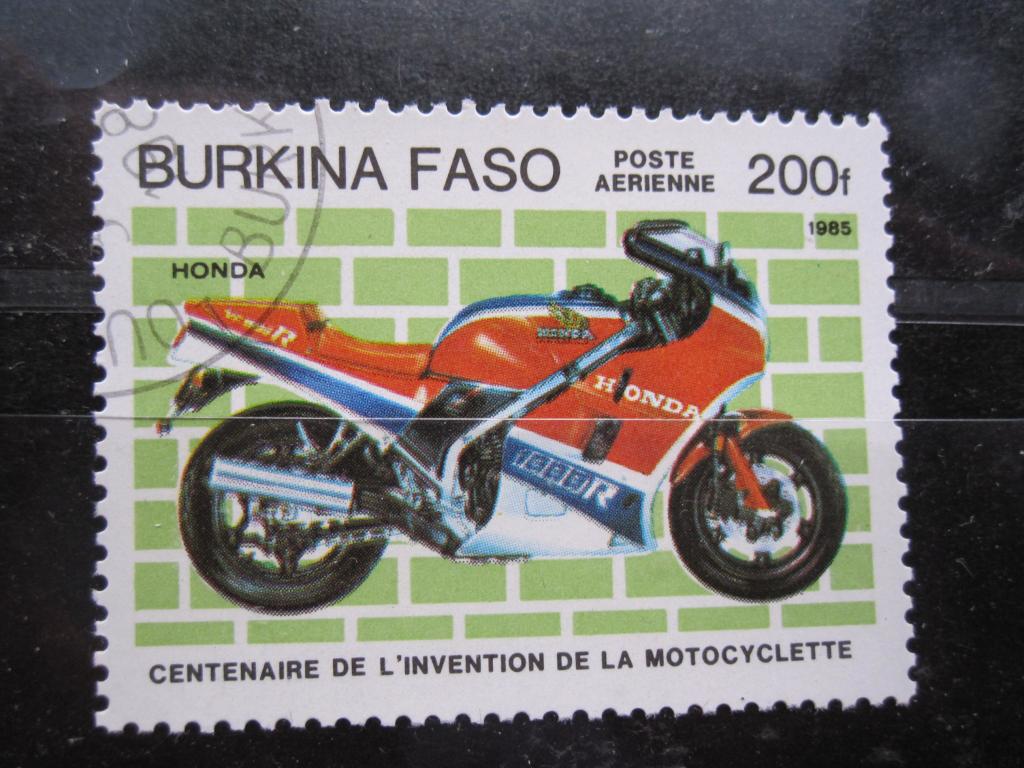 BURKINA FASO
POSTE
AERIENNE
200f
1985
HONDA
R
HONDA
HONDA
1000R
CENTENAIRE DE L'INVENTION DE LA MOTOCYCLETTE